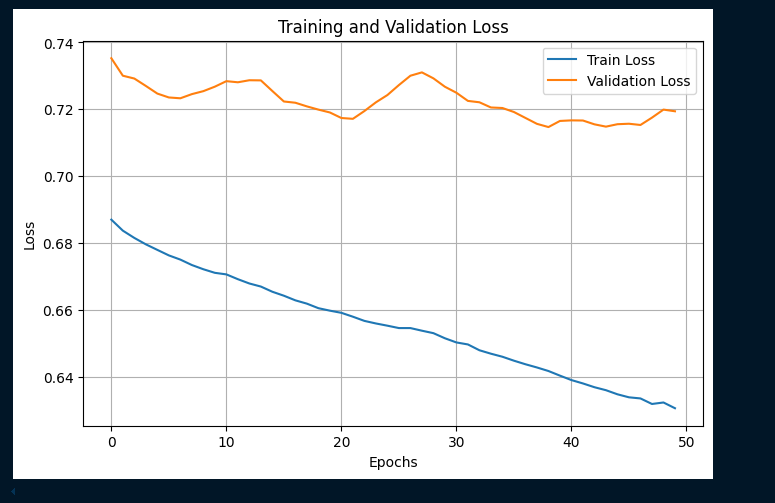 Training and Validation Loss
Train Loss
Validation Loss
0.74
0.72
0.70
0.68
0.66
0.64
Loss
0
10
20
30
40
50
Epochs